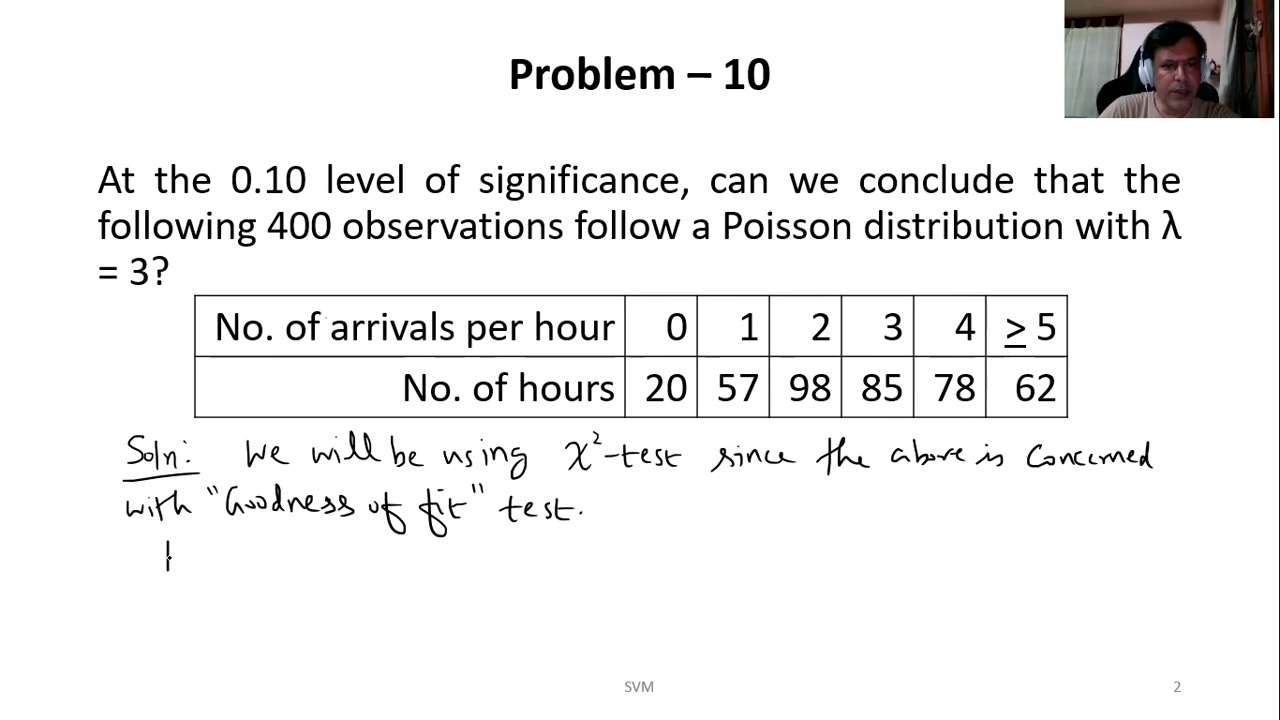 Problem – 10
At the 0.10 level of significance, can we conclude that the
following 400 observations follow a Poisson distribution with λ
= 3?
No. of arrivals per hour 0 1 2 3 4 ≥ 5
No. of hours 20 57 98 85 78 62
Soln: We will be using χ²-test since the above is concerned
with "Goodness of fit" test.
SVM 2